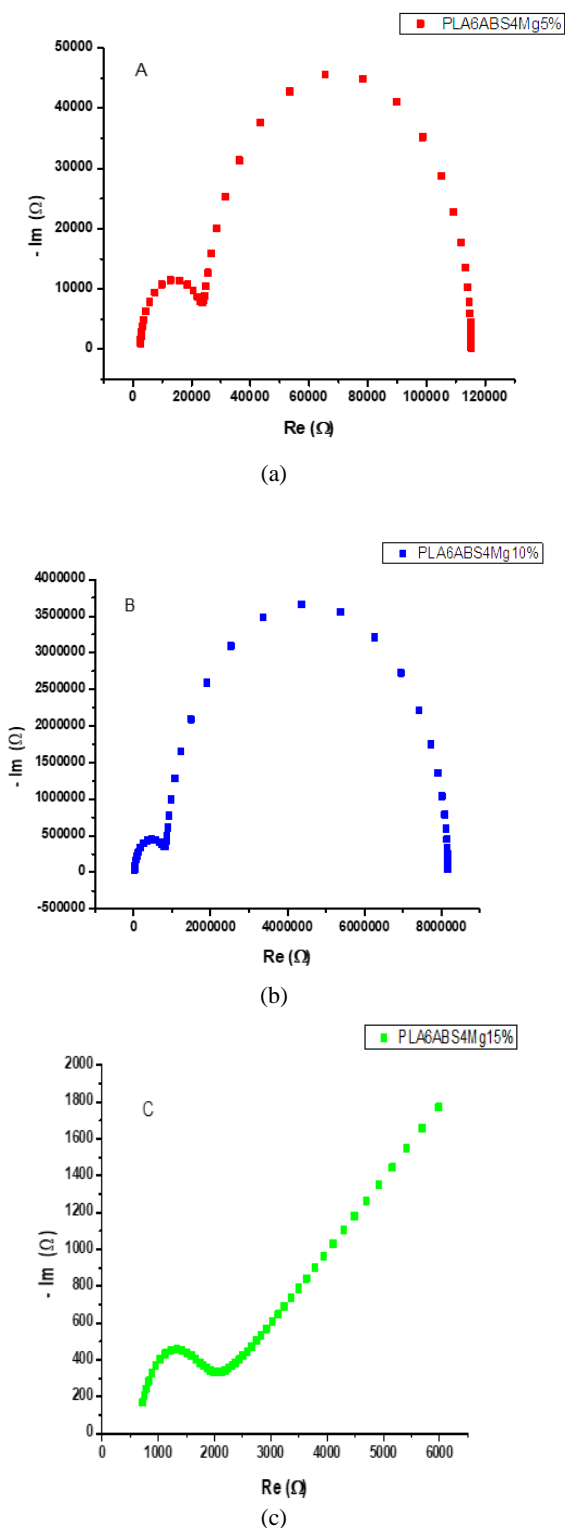 PLA6ABS4Mg5%
A
50000
40000
30000
20000
10000
0
- Im (Ω)
0 20000 40000 60000 80000 100000 120000
Re (Ω)
(a)
PLA6ABS4Mg10%
B
4000000
3500000
3000000
2500000
2000000
1500000
1000000
500000
0
-500000
- Im (Ω)
0 2000000 4000000 6000000 8000000
Re (Ω)
(b)
PLA6ABS4Mg15%
C
2000
1800
1600
1400
1200
1000
800
600
400
200
0
- Im (Ω)
0 1000 2000 3000 4000 5000 6000
Re (Ω)
(c)